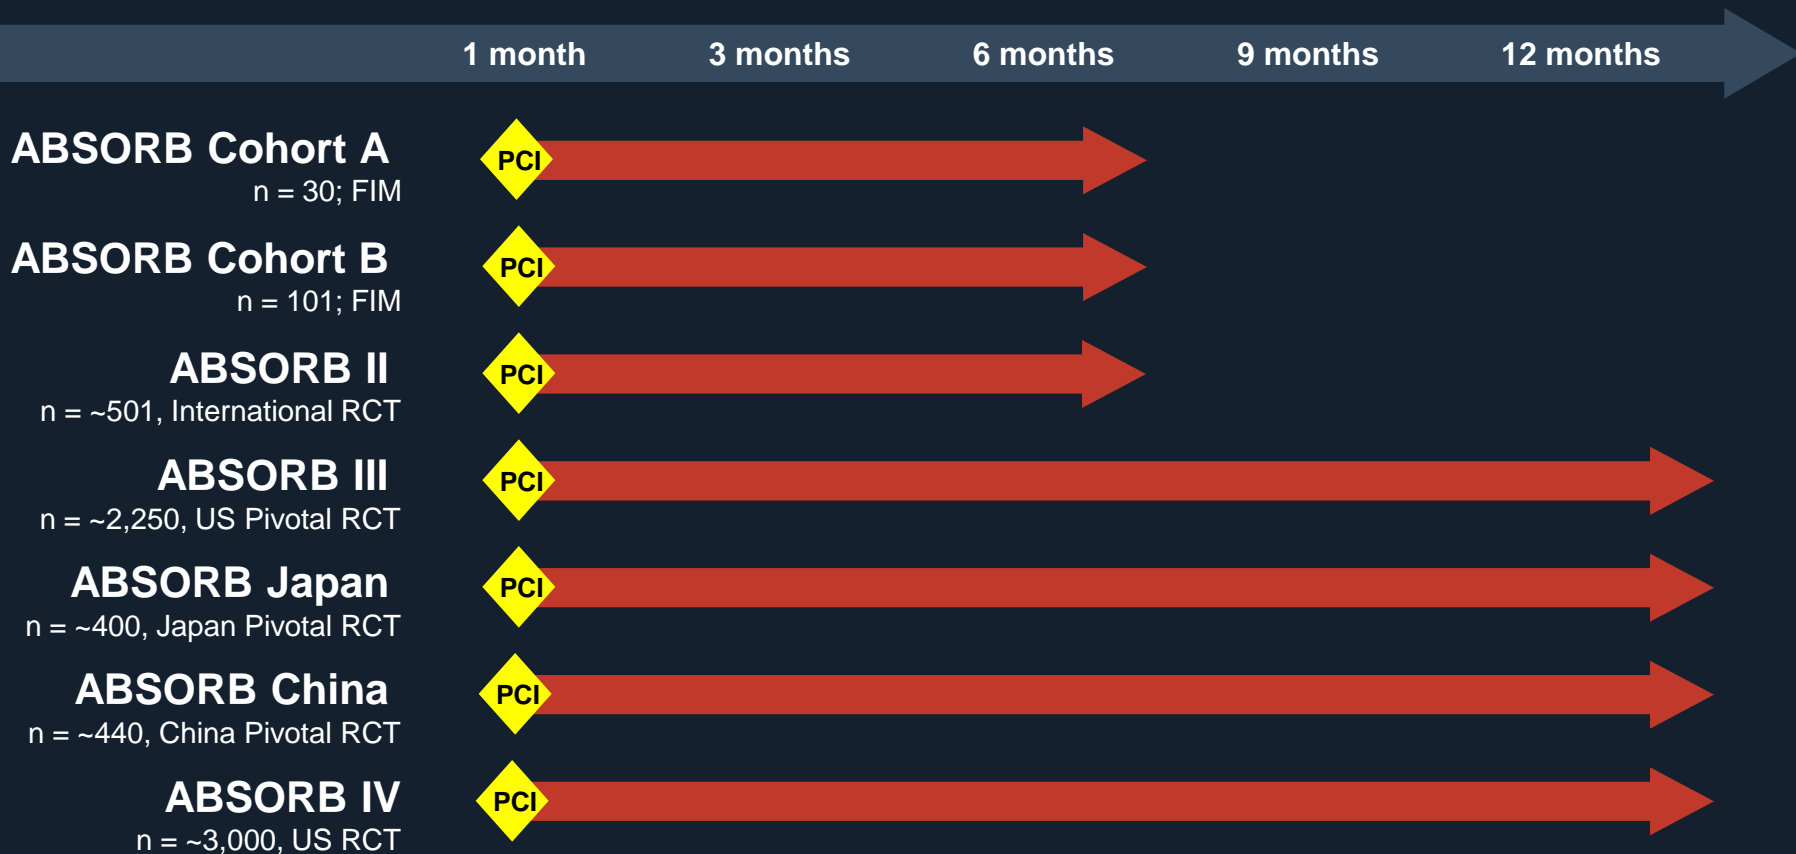 1 month 3 months 6 months 9 months 12 months
ABSORB Cohort A
n = 30; FIM
PCI
ABSORB Cohort B
n = 101; FIM
PCI
ABSORB II
n = ~501, International RCT
PCI
ABSORB III
n = ~2,250, US Pivotal RCT
PCI
ABSORB Japan
n = ~400, Japan Pivotal RCT
PCI
ABSORB China
n = ~440, China Pivotal RCT
PCI
ABSORB IV
n = ~3,000, US RCT
PCI